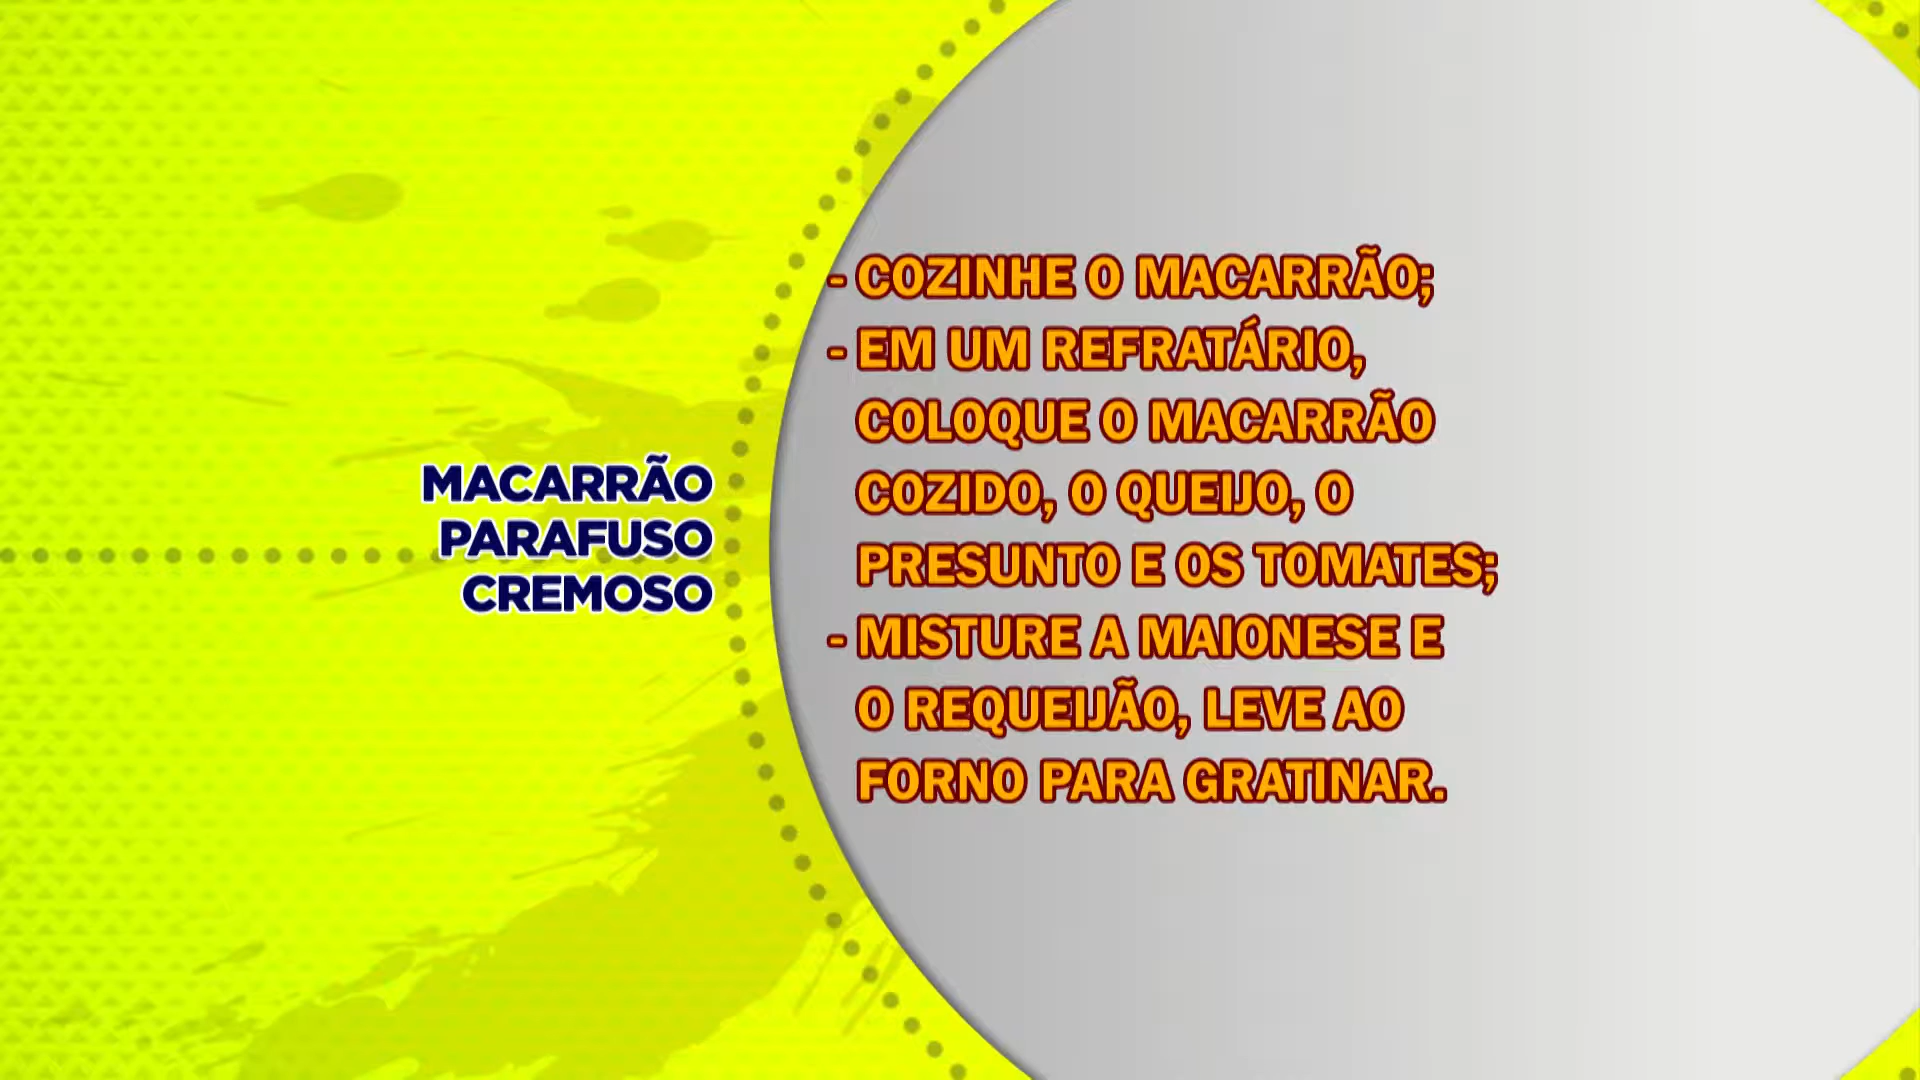 MACARRÃO
PARAFUSO
CREMOSO
- COZINHE O MACARRÃO;
- EM UM REFRATÁRIO,
COLOQUE O MACARRÃO
COZIDO, O QUEIJO, O
PRESUNTO E OS TOMATES;
- MISTURE A MAIONESE E
O REQUEIJÃO, LEVE AO
FORNO PARA GRATINAR.